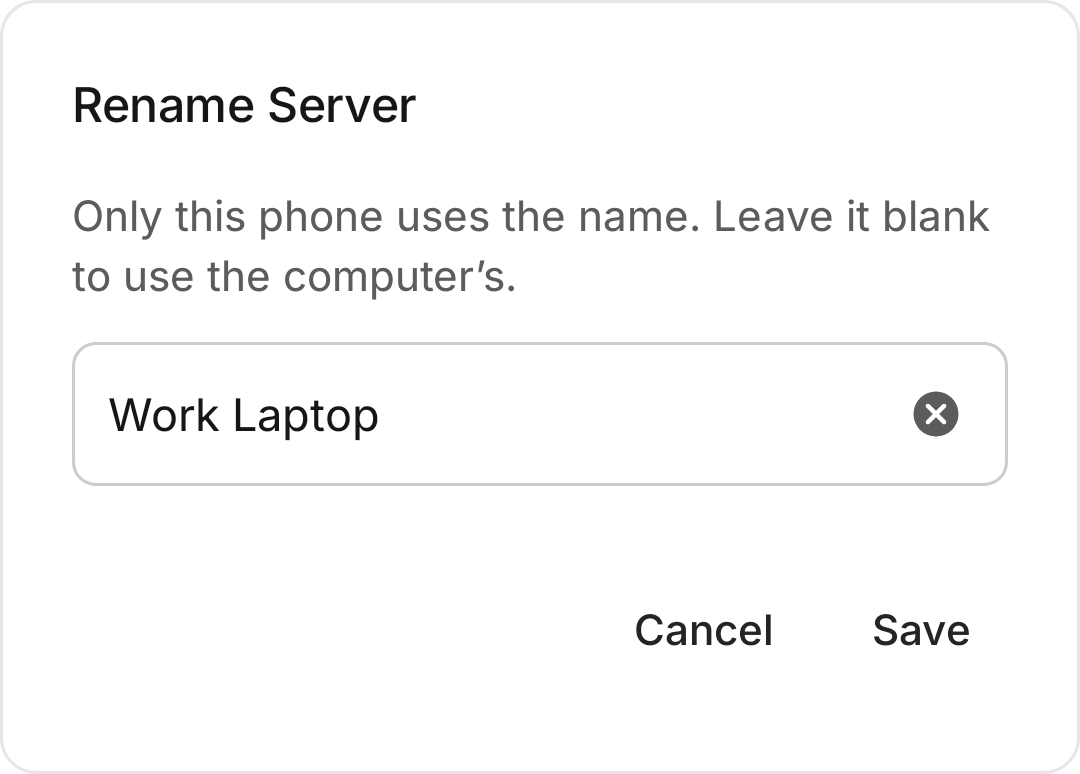 Rename Server
Only this phone uses the name. Leave it blank
to use the computer’s.
Work Laptop
Cancel Save